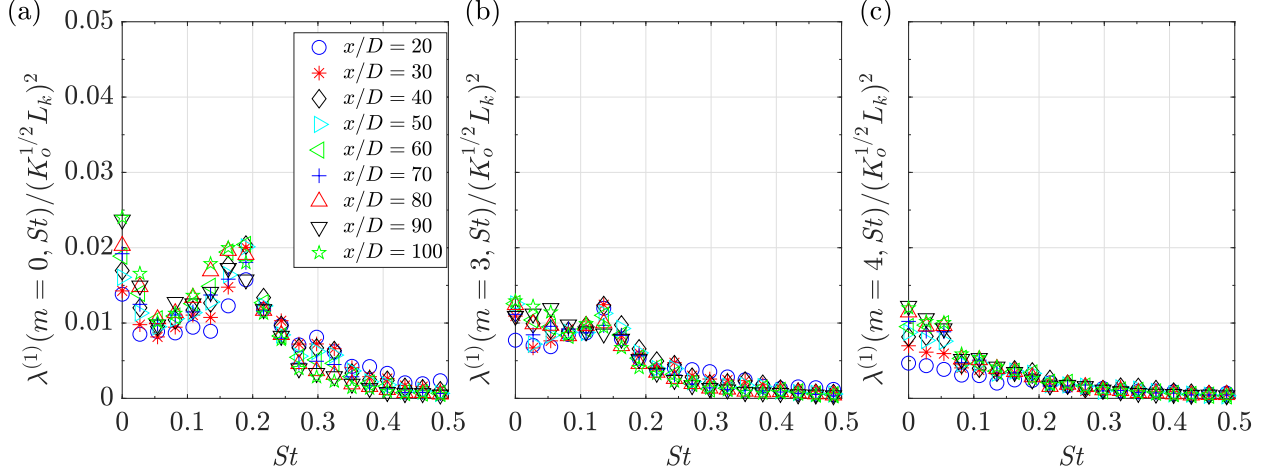 (a)
λ^(1)(m = 0, St)/(K_o^1/2 L_k)^2
0.05
0.04
0.03
0.02
0.01
0
x/D = 20
x/D = 30
x/D = 40
x/D = 50
x/D = 60
x/D = 70
x/D = 80
x/D = 90
x/D = 100
0 0.1 0.2 0.3 0.4 0.5
St
(b)
λ^(1)(m = 3, St)/(K_o^1/2 L_k)^2
0 0.1 0.2 0.3 0.4 0.5
St
(c)
λ^(1)(m = 4, St)/(K_o^1/2 L_k)^2
0 0.1 0.2 0.3 0.4 0.5
St